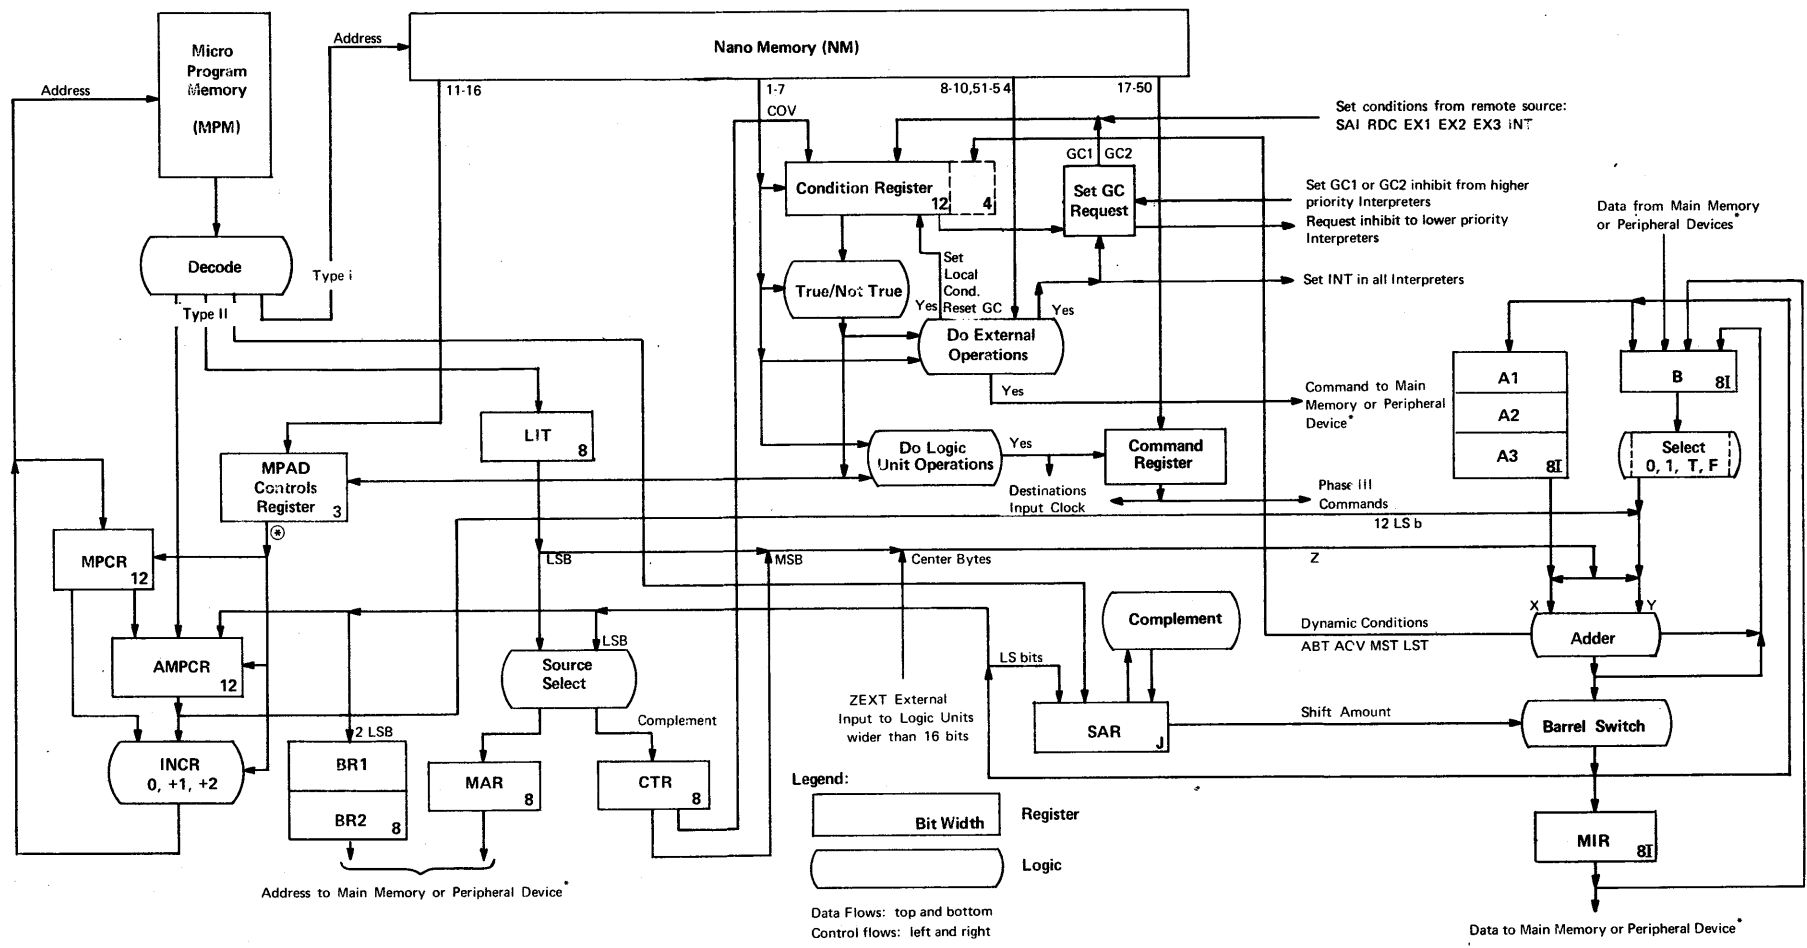 Micro
Program
Memory
(MPM)
Address
Address
Nano Memory (NM)
11-16
1-7
COV
8-10,51-5 4
17-50
Set conditions from remote source:
SAI RDC EX1 EX2 EX3 INT
GC1 GC2
Condition Register
12
4
Set GC
Request
Set GC1 or GC2 inhibit from higher
priority Interpreters
Request inhibit to lower priority
Interpreters
Data from Main Memory
or Peripheral Devices*
Decode
Type I
Type II
True/Not True
Set
Local
Cond.
Reset GC
Yes
Yes
Set INT in all Interpreters
Do External
Operations
Yes
Command to Main
Memory or Peripheral
Device*
A1
A2
A3
8I
B
8I
Select
0, 1, T, F
LIT
8
MPAD
Controls
Register
3
*
Do Logic
Unit Operations
Yes
Command
Register
Destinations
Input Clock
Phase III
Commands
12 LS b
MPCR
12
LSB
MSB
Center Bytes
Z
X
Y
Complement
Dynamic Conditions
ABT ACV MST LST
Adder
AMPCR
12
LSB
Source
Select
LS bits
ZEXT External
Input to Logic Units
wider than 16 bits
SAR
J
Shift Amount
Barrel Switch
Complement
2 LSB
INCR
0, +1, +2
BR1
BR2
8
MAR
8
CTR
8
Legend:
Bit Width
Register
Logic
MIR
8I
Address to Main Memory or Peripheral Device*
Data Flows: top and bottom
Control flows: left and right
Data to Main Memory or Peripheral Device*